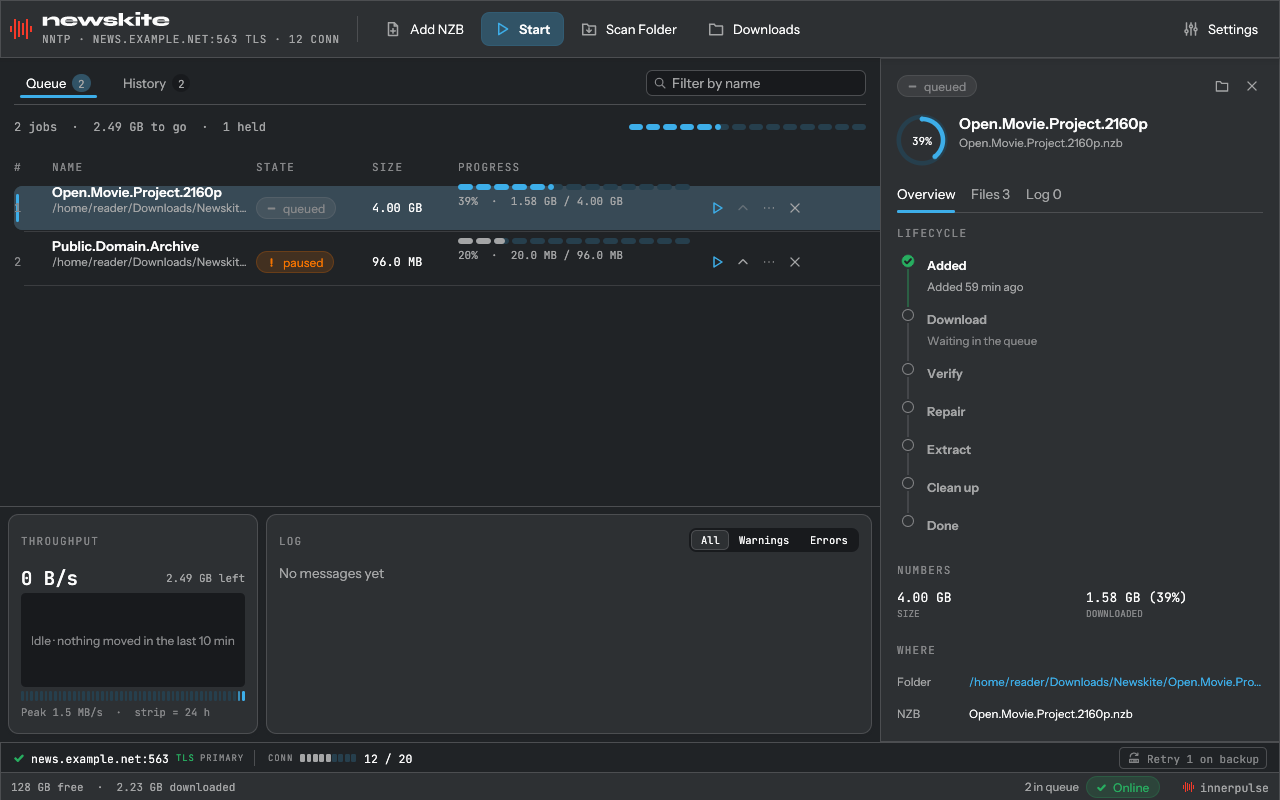 newskite
NNTP · NEWS.EXAMPLE.NET:563 TLS · 12 CONN
Add NZB
Start
Scan Folder
Downloads
Settings
Queue 2
History 2
Filter by name
2 jobs · 2.49 GB to go · 1 held
# NAME STATE SIZE PROGRESS
Open.Movie.Project.2160p
1 /home/reader/Downloads/Newskit… – queued 4.00 GB 39% · 1.58 GB / 4.00 GB
Public.Domain.Archive
2 /home/reader/Downloads/Newskit… ! paused 96.0 MB 20% · 20.0 MB / 96.0 MB
THROUGHPUT
0 B/s 2.49 GB left
Idle · nothing moved in the last 10 min
Peak 1.5 MB/s · strip = 24 h
LOG
All Warnings Errors
No messages yet
– queued
39%
Open.Movie.Project.2160p
Open.Movie.Project.2160p.nzb
Overview Files 3 Log 0
LIFECYCLE
Added
Added 59 min ago
Download
Waiting in the queue
Verify
Repair
Extract
Clean up
Done
NUMBERS
4.00 GB 1.58 GB (39%)
SIZE DOWNLOADED
WHERE
Folder /home/reader/Downloads/Newskite/Open.Movie.Pro…
NZB Open.Movie.Project.2160p.nzb
news.example.net:563 TLS PRIMARY CONN 12 / 20
Retry 1 on backup
128 GB free · 2.23 GB downloaded
2 in queue Online innerpulse